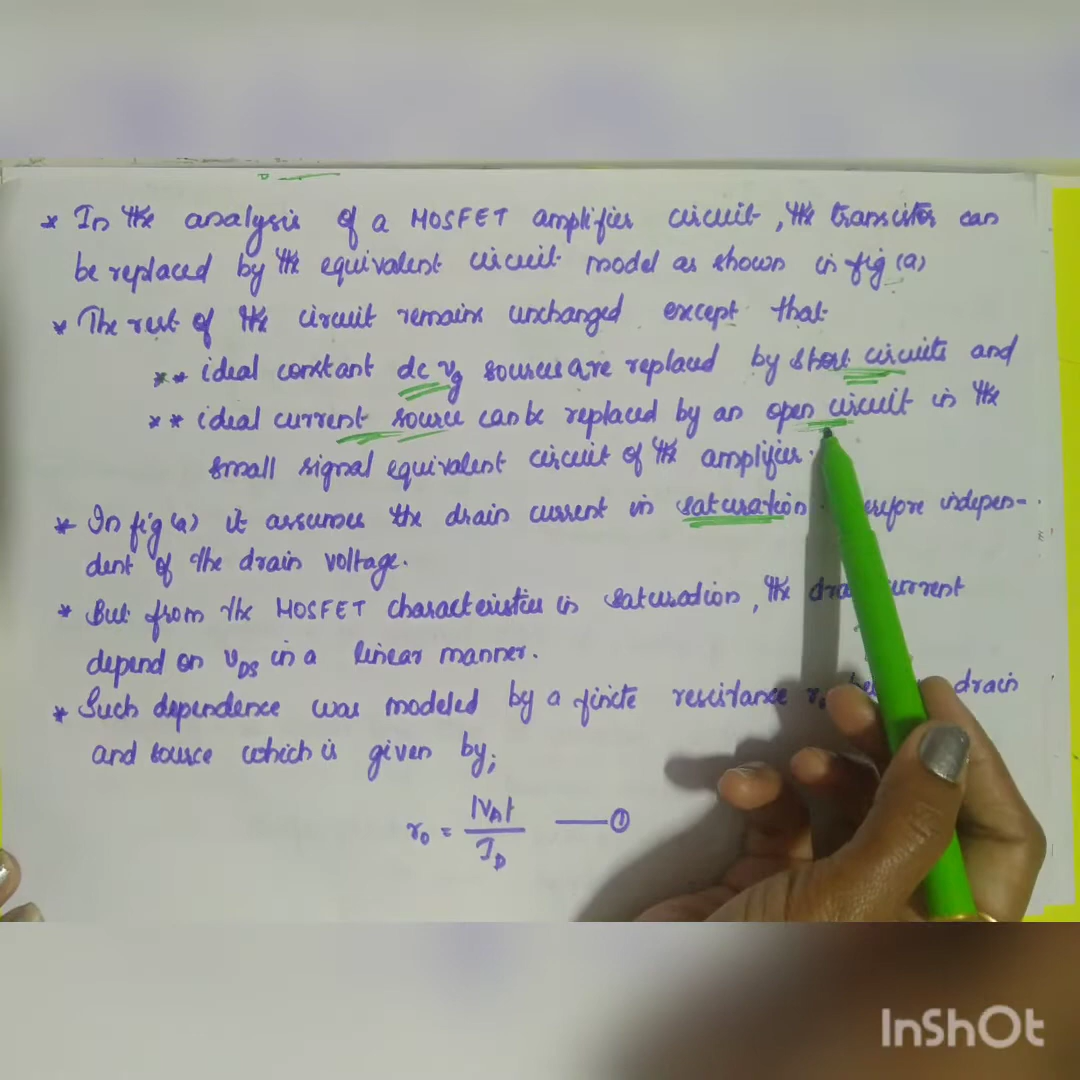 * In the analysis of a MOSFET amplifier circuit, the transistor can
be replaced by the equivalent circuit model as shown in fig (a)
* The rest of the circuit remains unchanged except that
** ideal constant dc vg sources are replaced by short circuits and
** ideal current source can be replaced by an open circuit in the
small signal equivalent circuit of the amplifier.
* In fig(a) it assumes the drain current in saturation indepen-
dent of the drain voltage.
* But from the MOSFET characteristics in saturation, the current
depend on VDS in a linear manner.
* Such dependence was modeled by a finite resistance drain
and source which is given by;
r₀ = |VA| / ID —①
InShOt